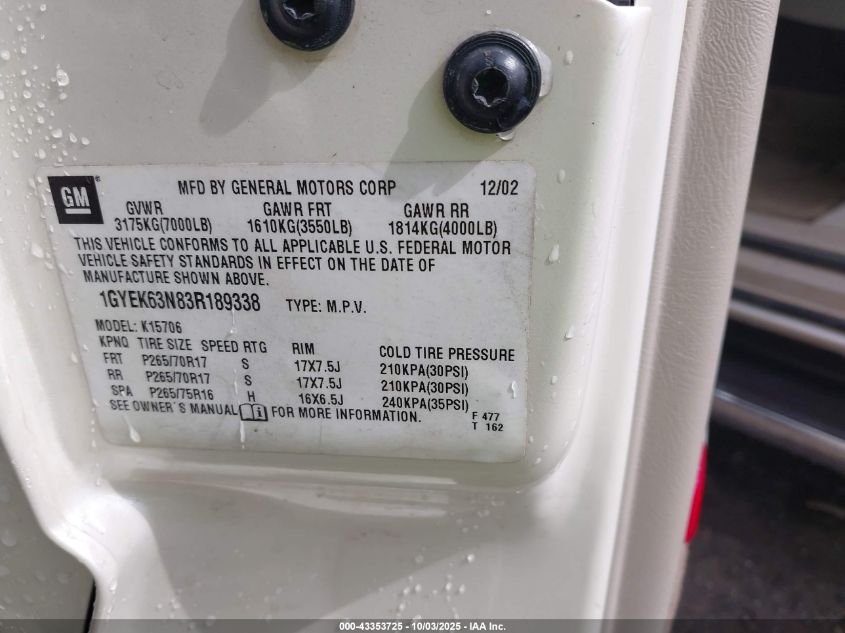 GM ® MFD BY GENERAL MOTORS CORP 12/02
GVWR GAWR FRT GAWR RR
3175KG(7000LB) 1610KG(3550LB) 1814KG(4000LB)
THIS VEHICLE CONFORMS TO ALL APPLICABLE U.S. FEDERAL MOTOR
VEHICLE SAFETY STANDARDS IN EFFECT ON THE DATE OF
MANUFACTURE SHOWN ABOVE.
1GYEK63N83R189338 TYPE: M.P.V.
MODEL: K15706
KPNQ TIRE SIZE SPEED RTG RIM COLD TIRE PRESSURE
FRT P265/70R17 S 17X7.5J 210KPA(30PSI)
RR P265/70R17 S 17X7.5J 210KPA(30PSI)
SPA P265/75R16 H 16X6.5J 240KPA(35PSI)
SEE OWNER'S MANUAL i FOR MORE INFORMATION. F 477
T 162
000-43353725 - 10/03/2025 - IAA Inc.